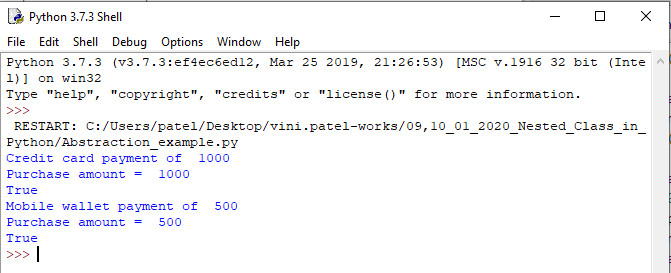 Python 3.7.3 Shell
File Edit Shell Debug Options Window Help
Python 3.7.3 (v3.7.3:ef4ec6ed12, Mar 25 2019, 21:26:53) [MSC v.1916 32 bit (Inte
l)] on win32
Type "help", "copyright", "credits" or "license()" for more information.
>>>
RESTART: C:/Users/patel/Desktop/vini.patel-works/09,10_01_2020_Nested_Class_in_
Python/Abstraction_example.py
Credit card payment of  1000
Purchase amount =  1000
True
Mobile wallet payment of  500
Purchase amount =  500
True
>>>